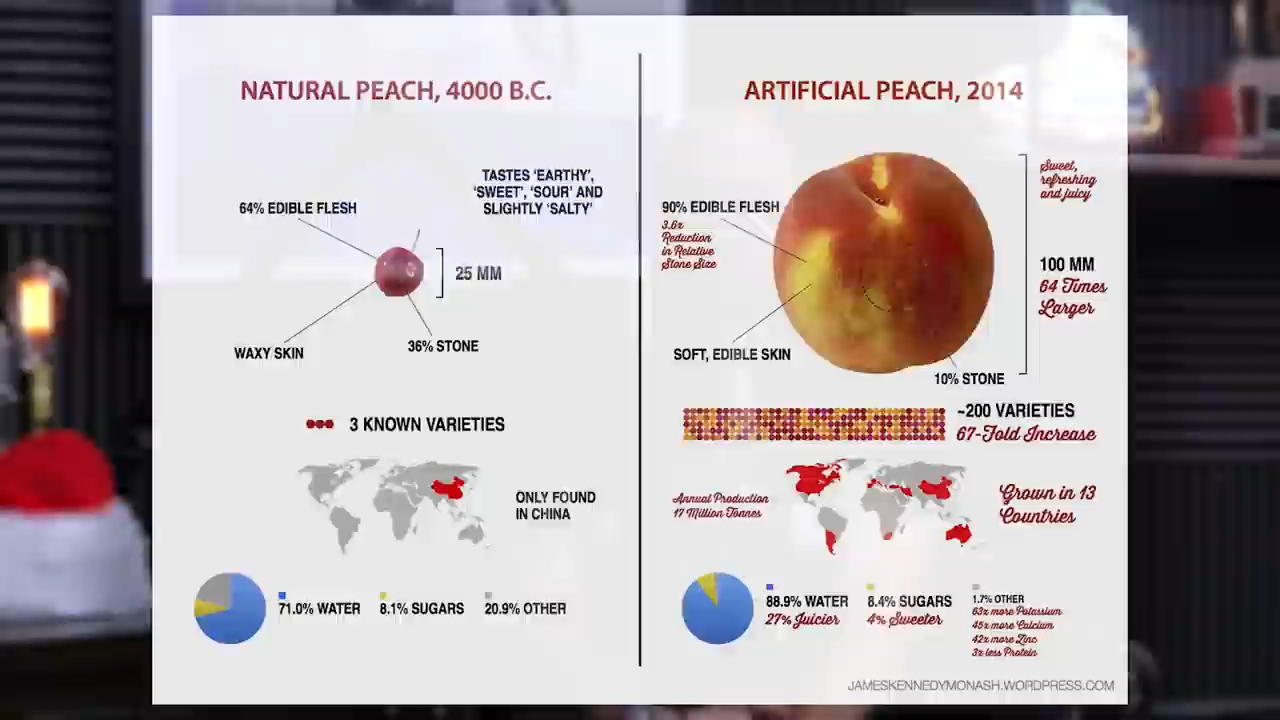 NATURAL PEACH, 4000 B.C.
TASTES ‘EARTHY’,
‘SWEET’, ‘SOUR’ AND
SLIGHTLY ‘SALTY’
64% EDIBLE FLESH
25 MM
WAXY SKIN
36% STONE
3 KNOWN VARIETIES
ONLY FOUND
IN CHINA
71.0% WATER
8.1% SUGARS
20.9% OTHER
ARTIFICIAL PEACH, 2014
90% EDIBLE FLESH
3.6x
Reduction
in Relative
Stone Size
Sweet,
refreshing
and juicy
100 MM
64 Times
Larger
SOFT, EDIBLE SKIN
10% STONE
~200 VARIETIES
67-Fold Increase
Annual Production
17 Million Tonnes
Grown in 13
Countries
88.9% WATER
27% Juicier
8.4% SUGARS
4% Sweeter
1.7% OTHER
63x more Potassium
45x more Calcium
42x more Zinc
3x less Protein
JAMESKENNEDYMONASH.WORDPRESS.COM